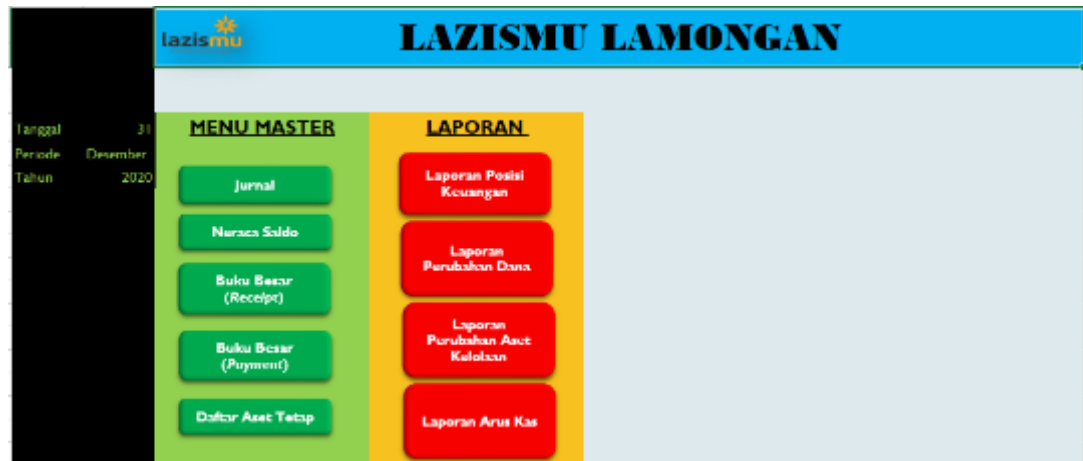 lazismu
LAZISMU LAMONGAN
Tanggal 31
Periode Desember
Tahun 2020
MENU MASTER
Jurnal
Neraca Saldo
Buku Besar
(Receipt)
Buku Besar
(Payment)
Daftar Aset Tetap
LAPORAN
Laporan Posisi
Keuangan
Laporan
Perubahan Dana
Laporan
Perubahan Aset
Kelolaan
Laporan Arus Kas